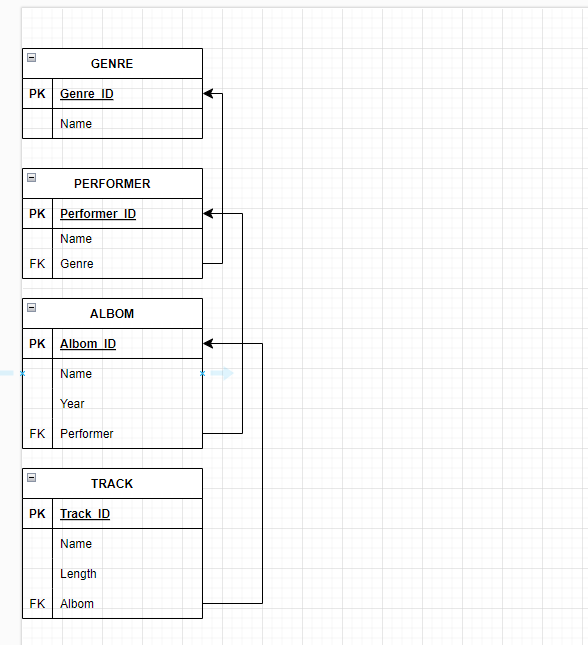 GENRE
PK Genre_ID
Name
PERFORMER
PK Performer_ID
Name
FK Genre
ALBOM
PK Albom_ID
Name
Year
FK Performer
TRACK
PK Track_ID
Name
Length
FK Albom